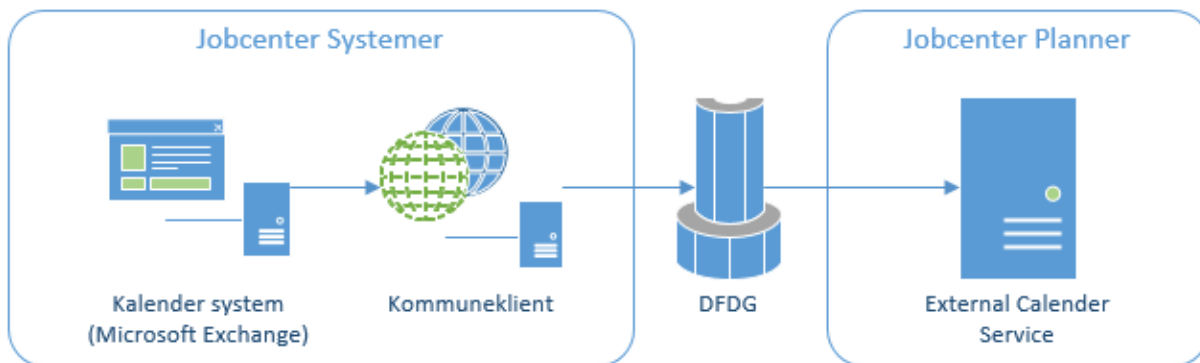 Jobcenter Systemer
Jobcenter Planner
Kalender system
(Microsoft Exchange)
Kommuneklient
DFDG
External Calender
Service